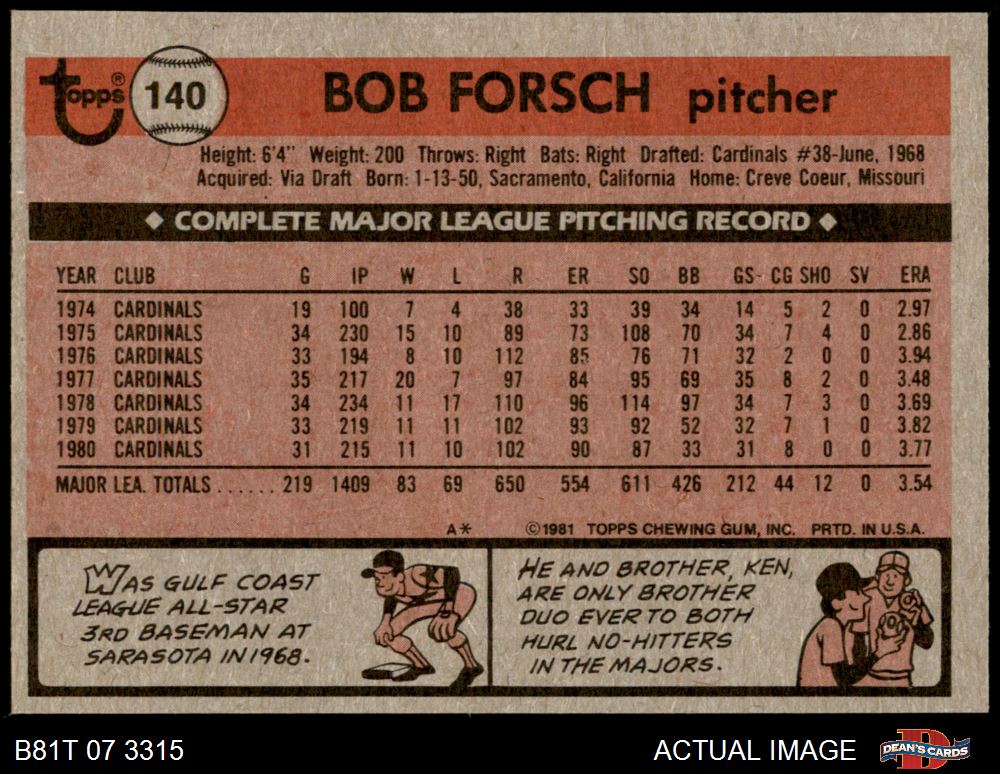 Topps® 140 BOB FORSCH pitcher
Height: 6'4" Weight: 200 Throws: Right Bats: Right Drafted: Cardinals #38-June, 1968
Acquired: Via Draft Born: 1-13-50, Sacramento, California Home: Creve Coeur, Missouri
◆ COMPLETE MAJOR LEAGUE PITCHING RECORD ◆
YEAR CLUB G IP W L R ER SO BB GS CG SHO SV ERA
1974 CARDINALS 19 100 7 4 38 33 39 34 14 5 2 0 2.97
1975 CARDINALS 34 230 15 10 89 73 108 70 34 7 4 0 2.86
1976 CARDINALS 33 194 8 10 112 85 76 71 32 2 0 0 3.94
1977 CARDINALS 35 217 20 7 97 84 95 69 35 8 2 0 3.48
1978 CARDINALS 34 234 11 17 110 96 114 97 34 7 3 0 3.69
1979 CARDINALS 33 219 11 11 102 93 92 52 32 7 1 0 3.82
1980 CARDINALS 31 215 11 10 102 90 87 33 31 8 0 0 3.77
MAJOR LEA. TOTALS ...... 219 1409 83 69 650 554 611 426 212 44 12 0 3.54
A* ©1981 TOPPS CHEWING GUM, INC. PRTD. IN U.S.A.
WAS GULF COAST
LEAGUE ALL-STAR
3RD BASEMAN AT
SARASOTA IN 1968.
HE AND BROTHER, KEN,
ARE ONLY BROTHER
DUO EVER TO BOTH
HURL NO-HITTERS
IN THE MAJORS.
B81T 07 3315 ACTUAL IMAGE DEAN'S CARDS